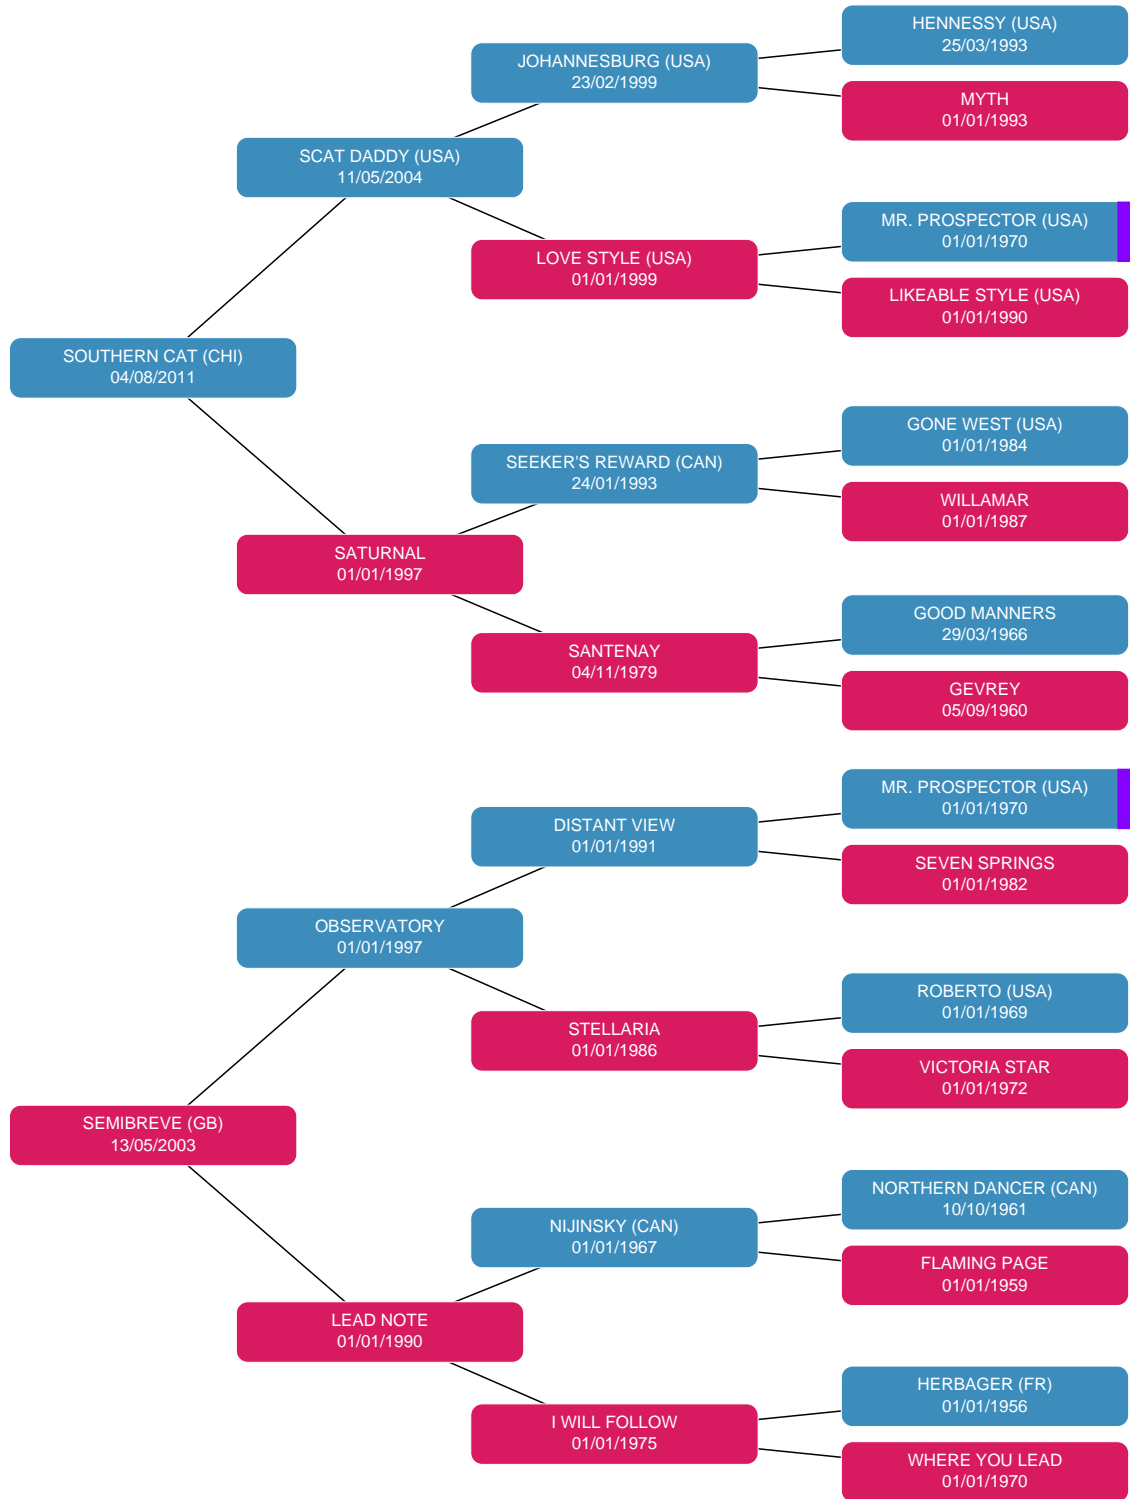 HENNESSY (USA)
25/03/1993
JOHANNESBURG (USA)
23/02/1999
MYTH
01/01/1993
SCAT DADDY (USA)
11/05/2004
MR. PROSPECTOR (USA)
01/01/1970
LOVE STYLE (USA)
01/01/1999
LIKEABLE STYLE (USA)
01/01/1990
SOUTHERN CAT (CHI)
04/08/2011
GONE WEST (USA)
01/01/1984
SEEKER'S REWARD (CAN)
24/01/1993
WILLAMAR
01/01/1987
SATURNAL
01/01/1997
GOOD MANNERS
29/03/1966
SANTENAY
04/11/1979
GEVREY
05/09/1960
MR. PROSPECTOR (USA)
01/01/1970
DISTANT VIEW
01/01/1991
SEVEN SPRINGS
01/01/1982
OBSERVATORY
01/01/1997
ROBERTO (USA)
01/01/1969
STELLARIA
01/01/1986
VICTORIA STAR
01/01/1972
SEMIBREVE (GB)
13/05/2003
NORTHERN DANCER (CAN)
10/10/1961
NIJINSKY (CAN)
01/01/1967
FLAMING PAGE
01/01/1959
LEAD NOTE
01/01/1990
HERBAGER (FR)
01/01/1956
I WILL FOLLOW
01/01/1975
WHERE YOU LEAD
01/01/1970